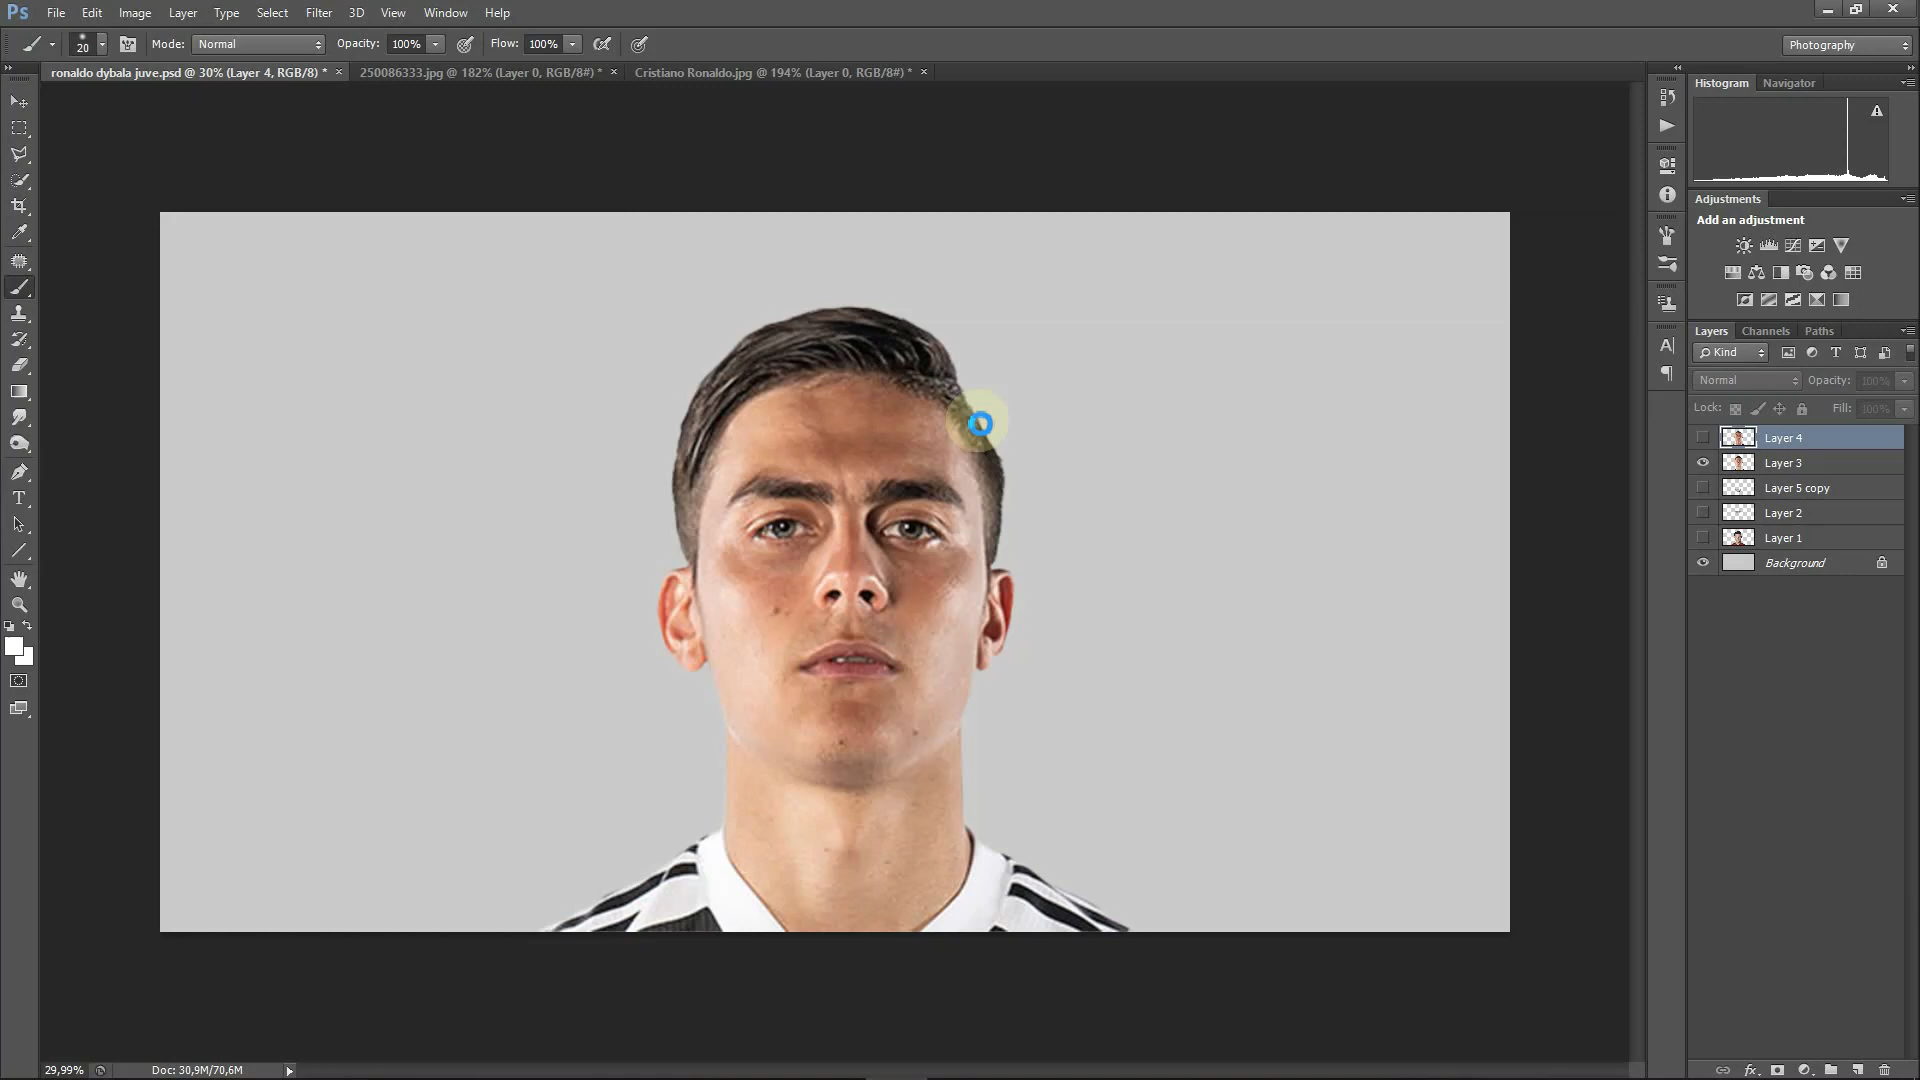 Ps File Edit Image Layer Type Select Filter 3D View Window Help
20 Mode: Normal Opacity: 100% Flow: 100% Photography
ronaldo dybala juve.psd @ 30% (Layer 4, RGB/8) * × 250086333.jpg @ 182% (Layer 0, RGB/8#) * × Cristiano Ronaldo.jpg @ 194% (Layer 0, RGB/8#) * ×
Histogram Navigator
Adjustments
Add an adjustment
Layers Channels Paths
Kind
Normal Opacity: 100%
Lock: Fill: 100%
Layer 4
Layer 3
Layer 5 copy
Layer 2
Layer 1
Background
29,99% Doc: 30,9M/70,6M